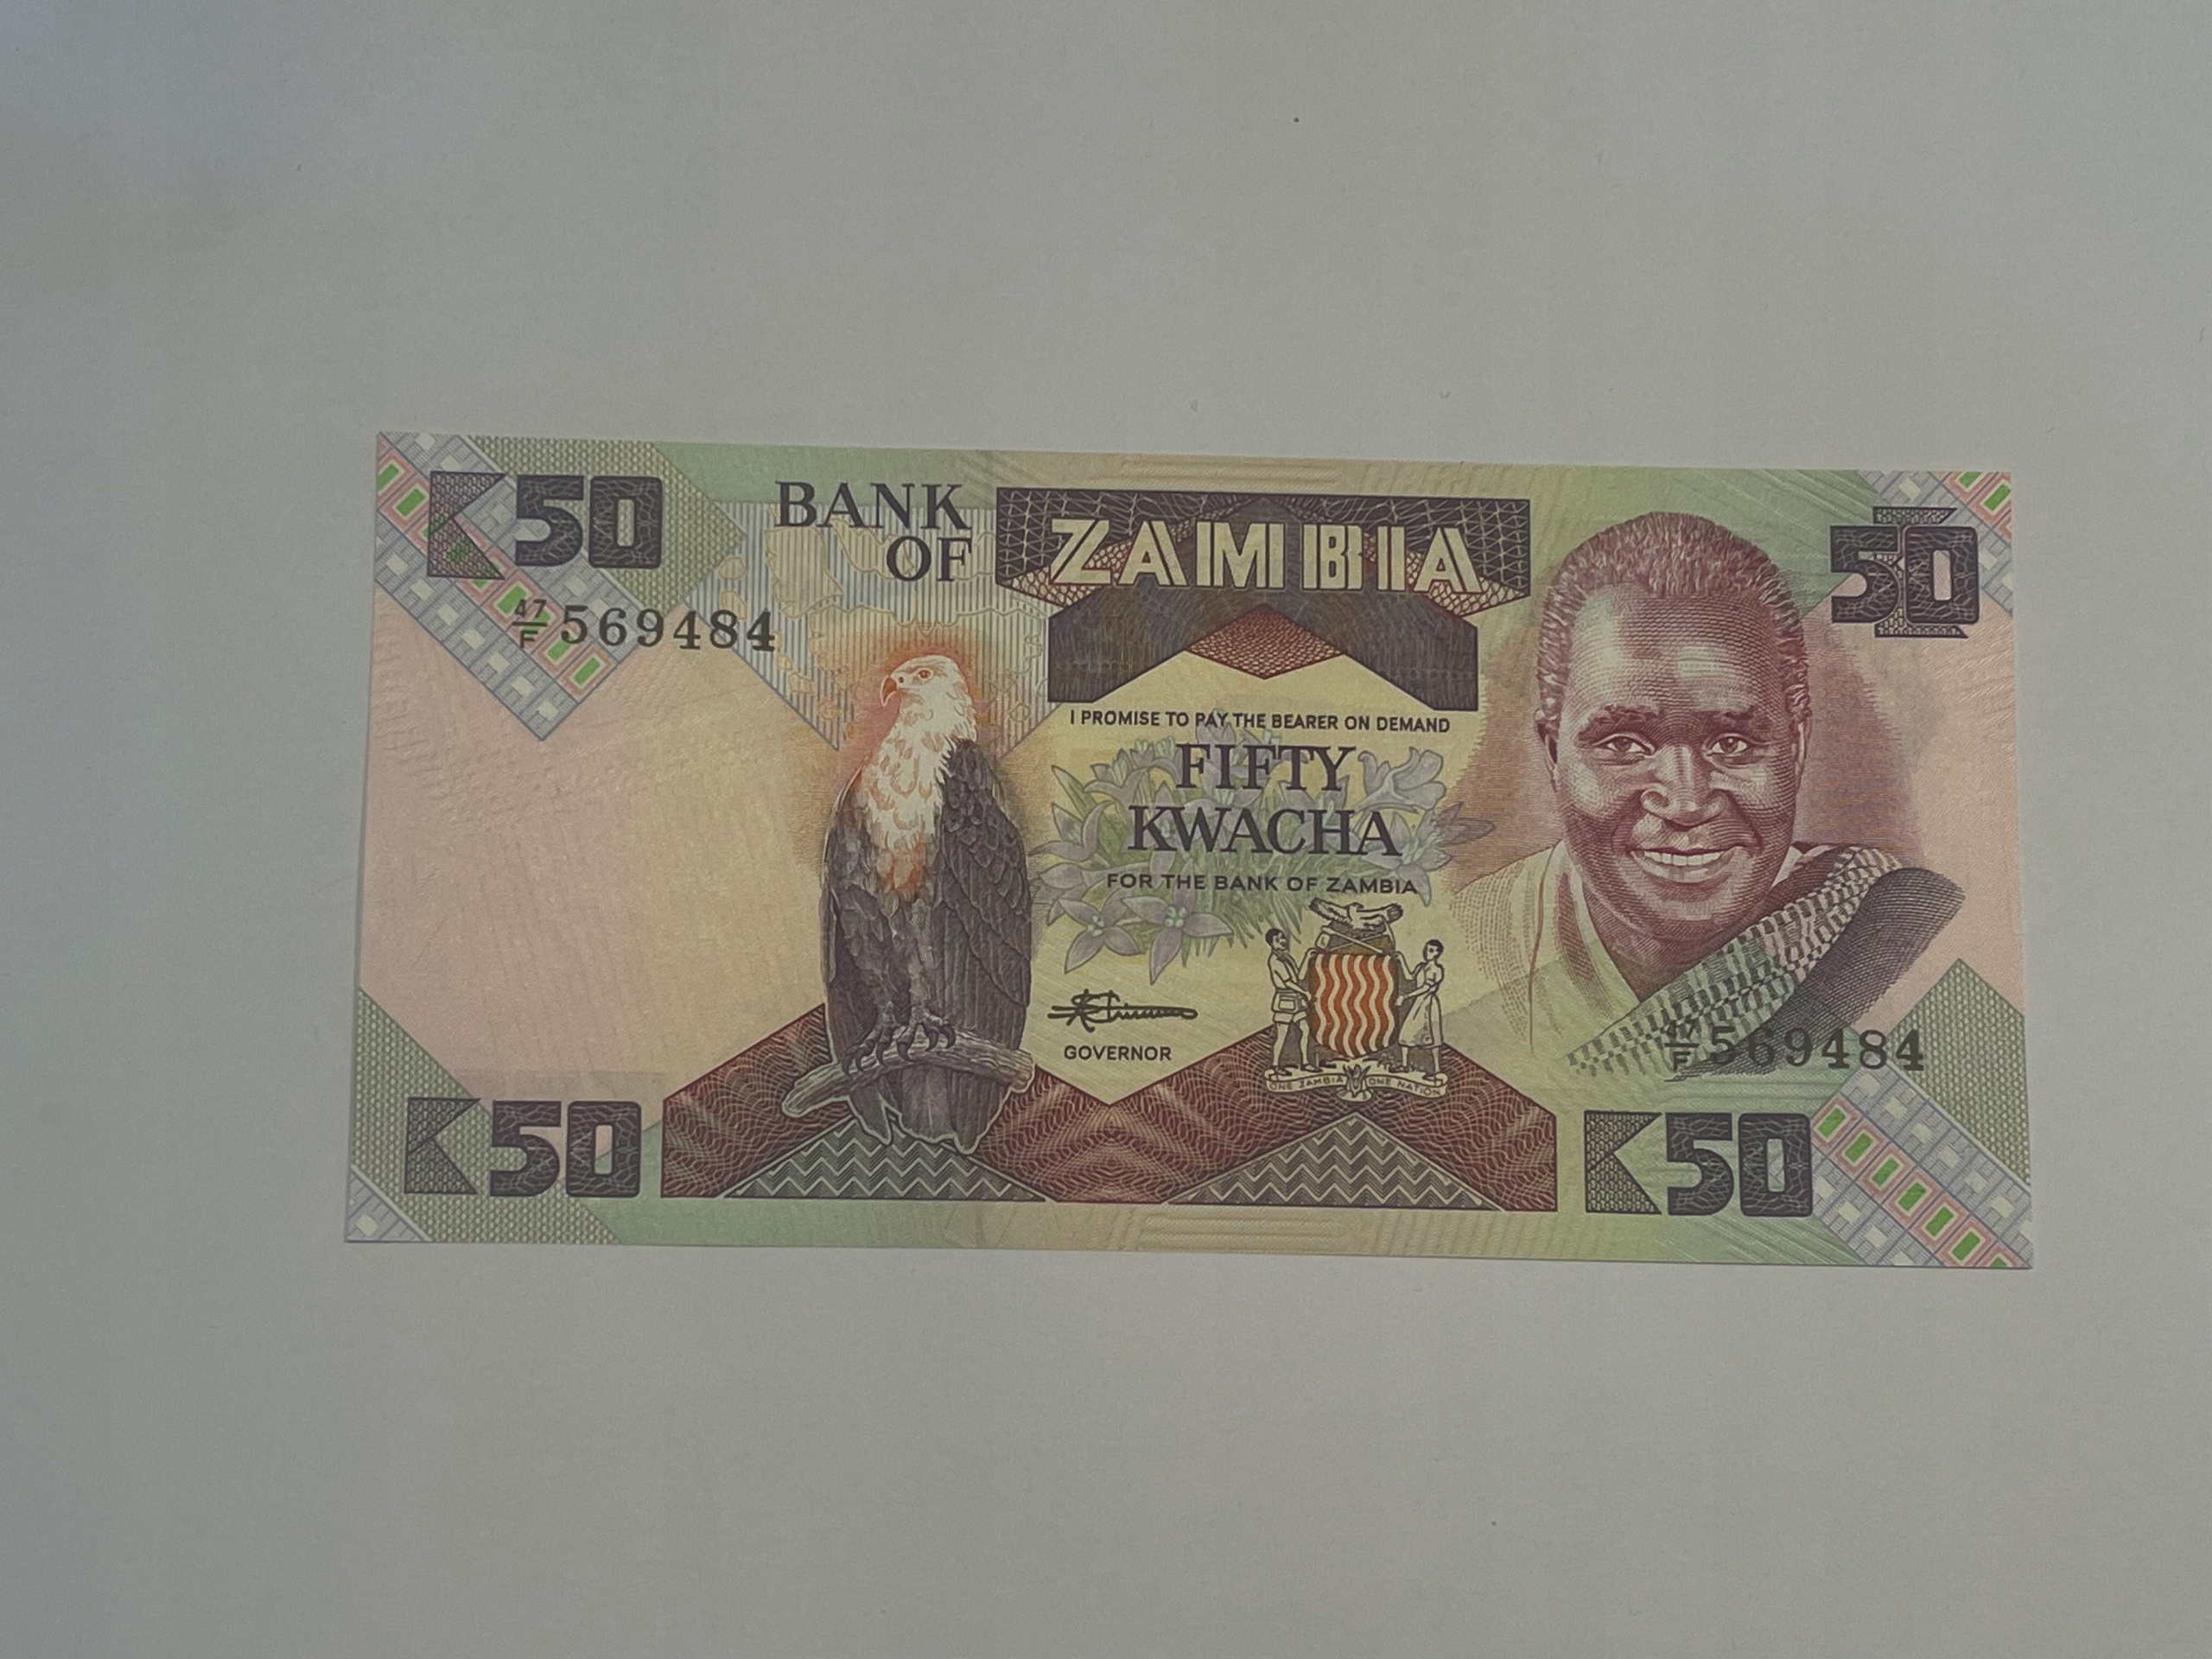 K50
BANK
OF
ZAMBIA
50
47/F 569484
I PROMISE TO PAY THE BEARER ON DEMAND
FIFTY
KWACHA
FOR THE BANK OF ZAMBIA
GOVERNOR
ONE ZAMBIA ONE NATION
47/F 569484
K50
K50